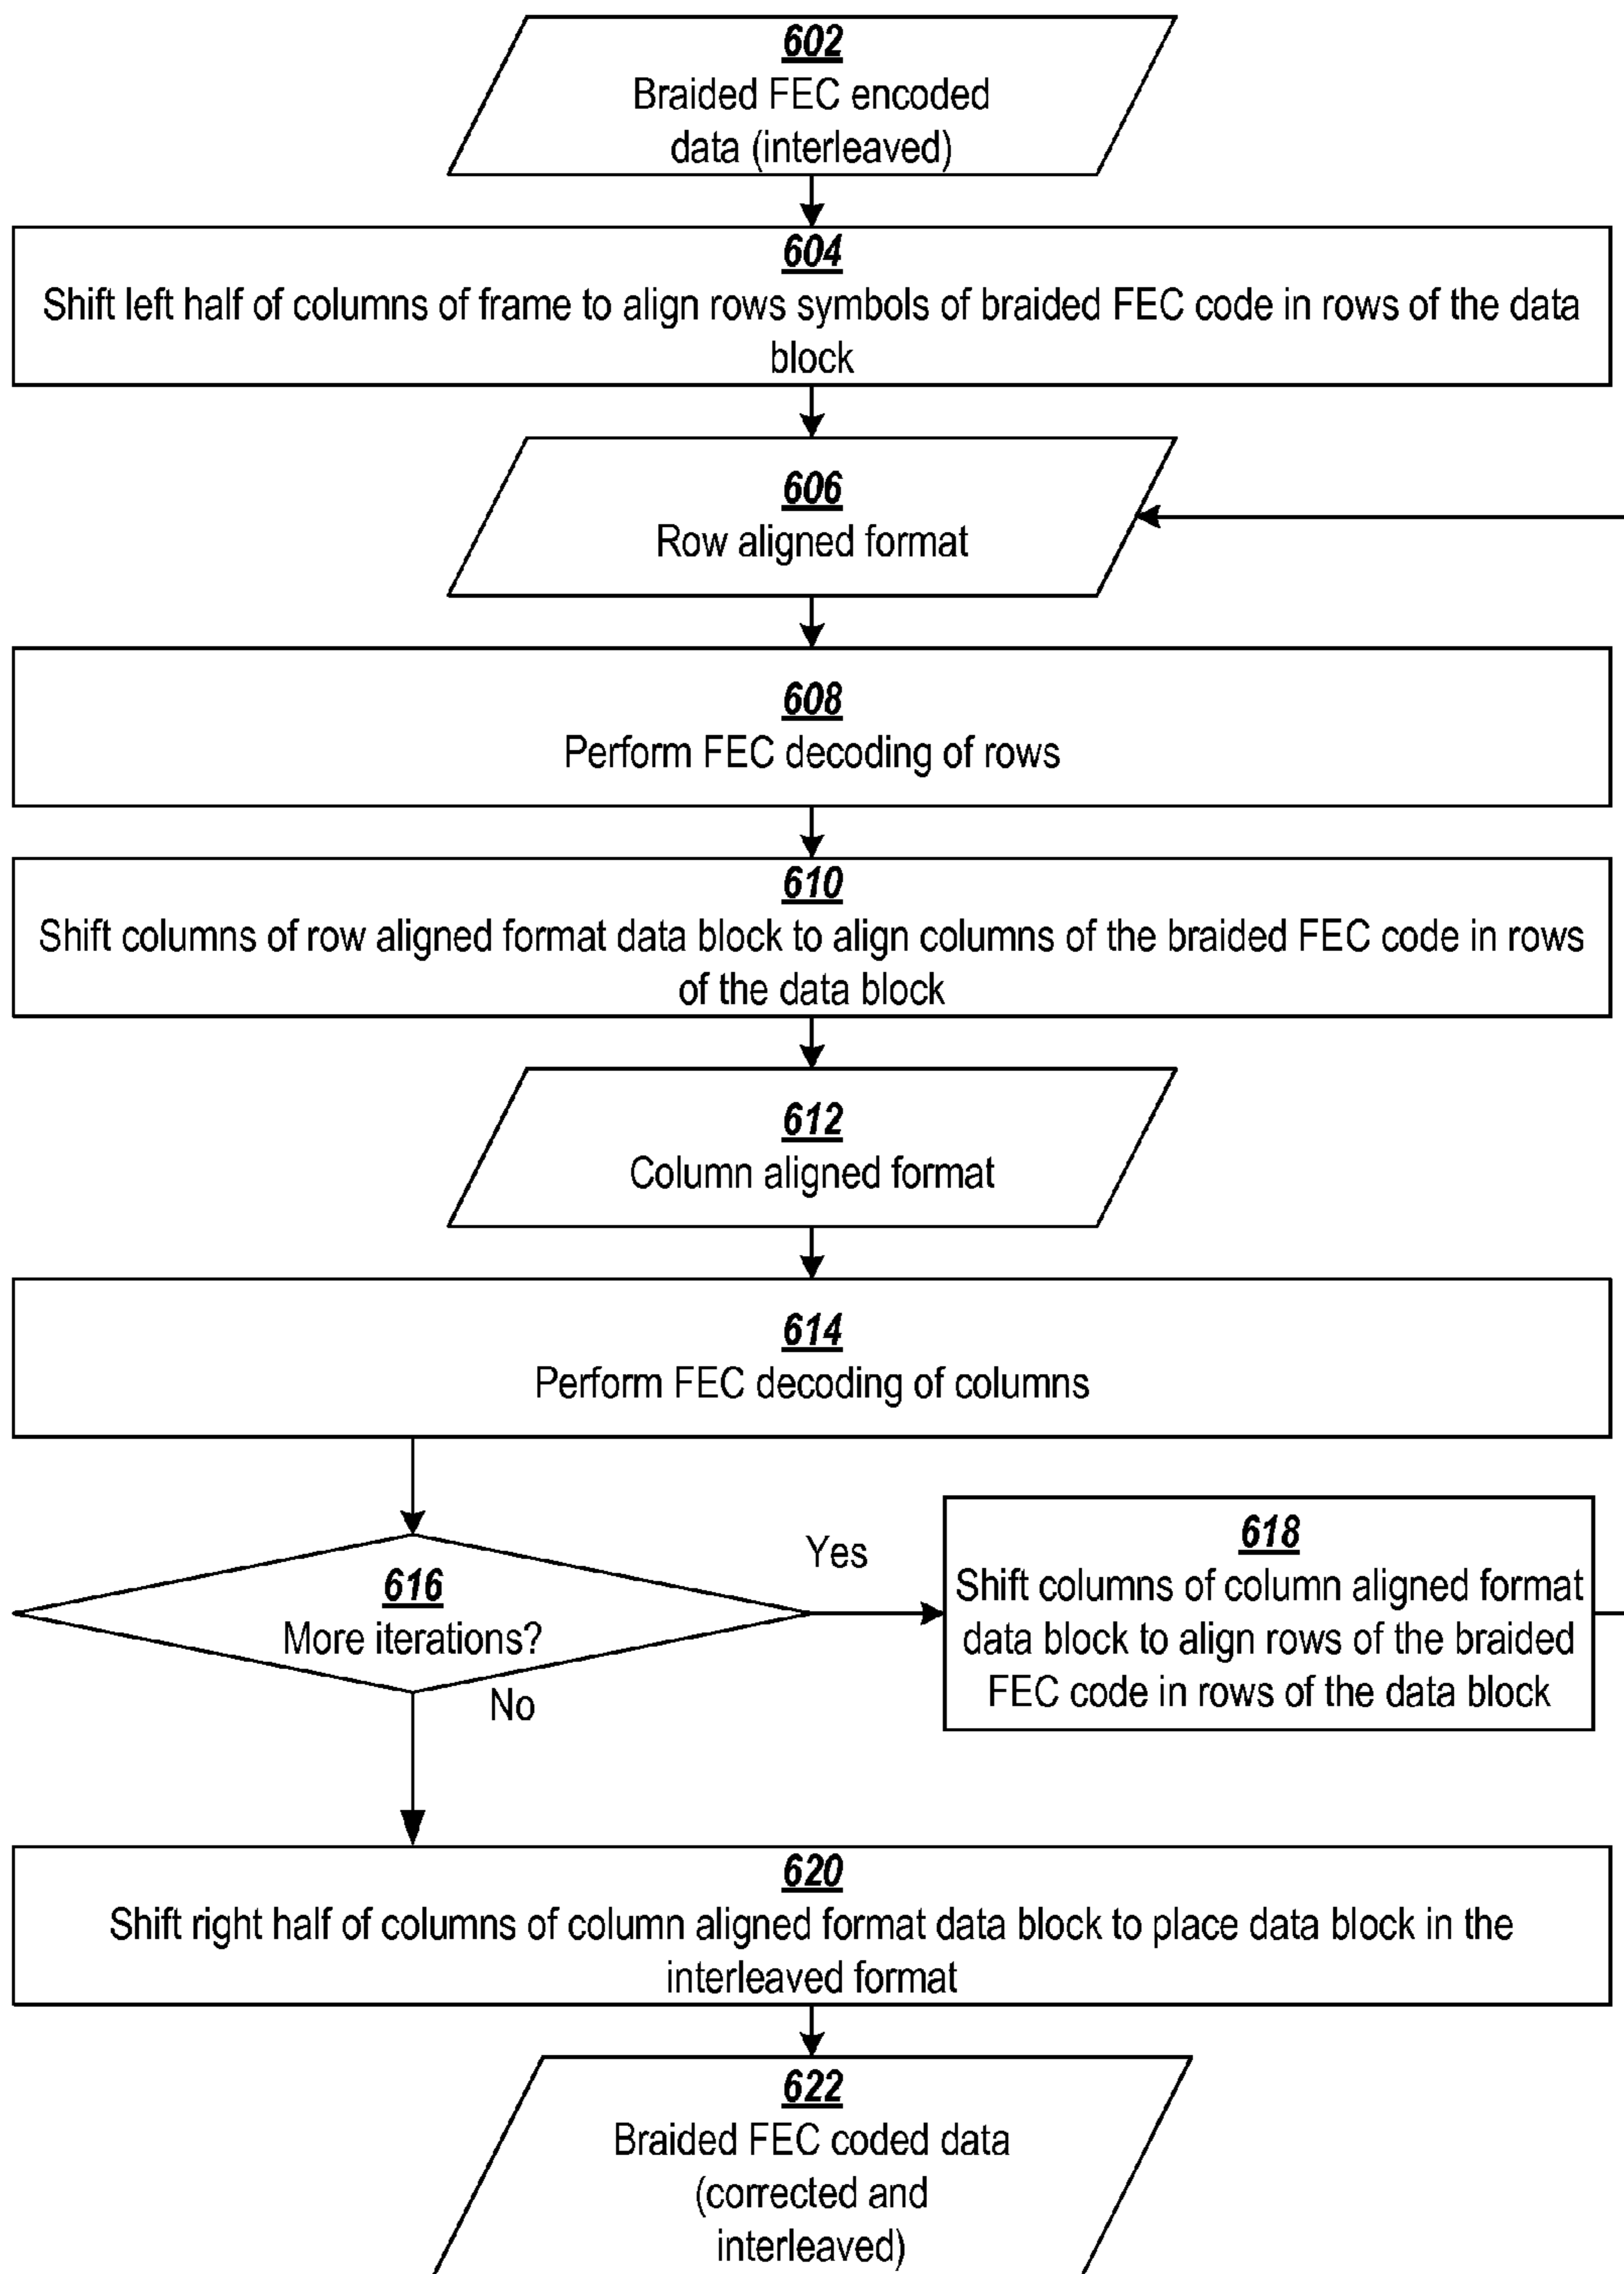 602
Braided FEC encoded
data (interleaved)
604
Shift left half of columns of frame to align rows symbols of braided FEC code in rows of the data
block
606
Row aligned format
608
Perform FEC decoding of rows
610
Shift columns of row aligned format data block to align columns of the braided FEC code in rows
of the data block
612
Column aligned format
614
Perform FEC decoding of columns
616
More iterations?
Yes
No
618
Shift columns of column aligned format
data block to align rows of the braided
FEC code in rows of the data block
620
Shift right half of columns of column aligned format data block to place data block in the
interleaved format
622
Braided FEC coded data
(corrected and
interleaved)